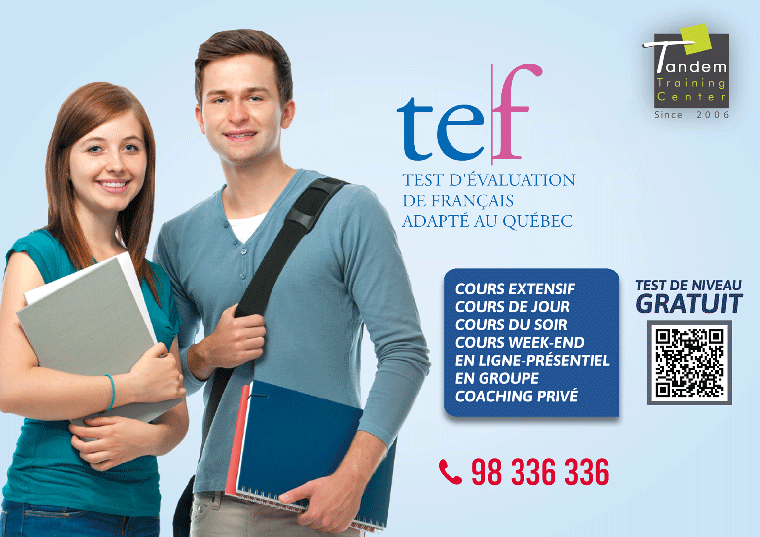 Tandem
Training
Center
Since 2006
tef
TEST D'ÉVALUATION
DE FRANÇAIS
ADAPTÉ AU QUÉBEC
COURS EXTENSIF
COURS DE JOUR
COURS DU SOIR
COURS WEEK-END
EN LIGNE-PRÉSENTIEL
EN GROUPE
COACHING PRIVÉ
TEST DE NIVEAU
GRATUIT
98 336 336